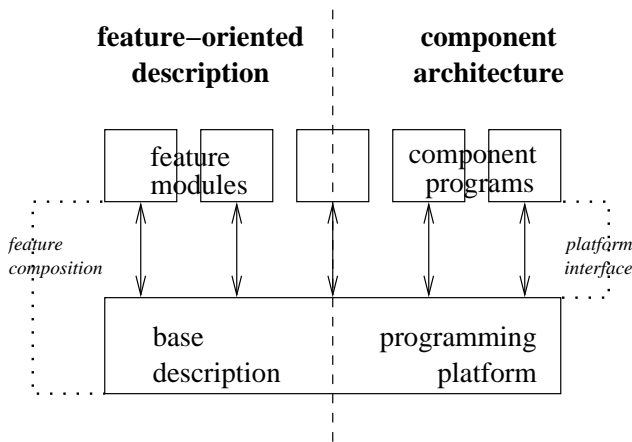 feature−oriented
description
component
architecture
feature
modules
component
programs
feature
composition
platform
interface
base
description
programming
platform